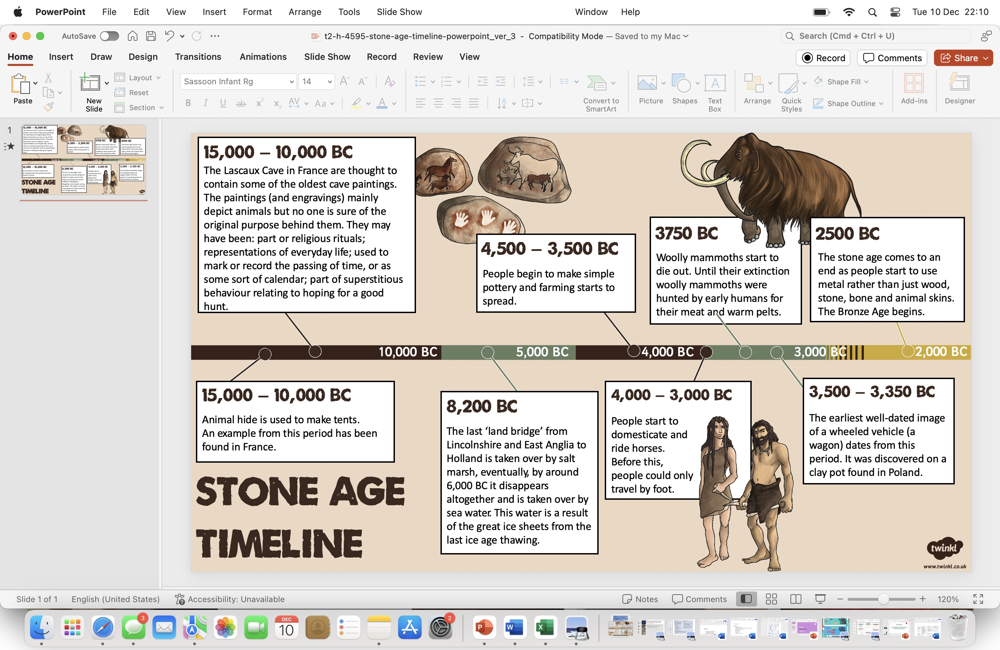 PowerPoint File Edit View Insert Format Arrange Tools Slide Show Window Help Tue 10 Dec 22:10
AutoSave t2-h-4595-stone-age-timeline-powerpoint_ver_3 - Compatibility Mode — Saved to my Mac Search (Cmd + Ctrl + U)
Home Insert Draw Design Transitions Animations Slide Show Record Review View Record Comments Share
Paste
New
Slide
Layout
Reset
Section
Sassoon Infant Rg 14
Convert to
SmartArt
Picture
Shapes
Text
Box
Arrange
Quick
Styles
Shape Fill
Shape Outline
Add-ins
Designer
1
15,000 – 10,000 BC
The Lascaux Cave in France are thought to
contain some of the oldest cave paintings.
The paintings (and engravings) mainly
depict animals but no one is sure of the
original purpose behind them. They may
have been: part or religious rituals;
representations of everyday life; used to
mark or record the passing of time, or as
some sort of calendar; part of superstitious
behaviour relating to hoping for a good
hunt.
4,500 – 3,500 BC
People begin to make simple
pottery and farming starts to
spread.
3750 BC
Woolly mammoths start to
die out. Until their extinction
woolly mammoths were
hunted by early humans for
their meat and warm pelts.
2500 BC
The stone age comes to an
end as people start to use
metal rather than just wood,
stone, bone and animal skins.
The Bronze Age begins.
10,000 BC 5,000 BC 4,000 BC 3,000 BC 2,000 BC
15,000 – 10,000 BC
Animal hide is used to make tents.
An example from this period has been
found in France.
8,200 BC
The last ‘land bridge’ from
Lincolnshire and East Anglia to
Holland is taken over by salt
marsh, eventually, by around
6,000 BC it disappears
altogether and is taken over by
sea water. This water is a result
of the great ice sheets from the
last ice age thawing.
4,000 – 3,000 BC
People start to
domesticate and
ride horses.
Before this,
people could only
travel by foot.
3,500 – 3,350 BC
The earliest well-dated image
of a wheeled vehicle (a
wagon) dates from this
period. It was discovered on a
clay pot found in Poland.
STONE AGE
TIMELINE
twinkl
www.twinkl.co.uk
Slide 1 of 1 English (United States) Accessibility: Unavailable Notes Comments 120%
3
DEC
10
2